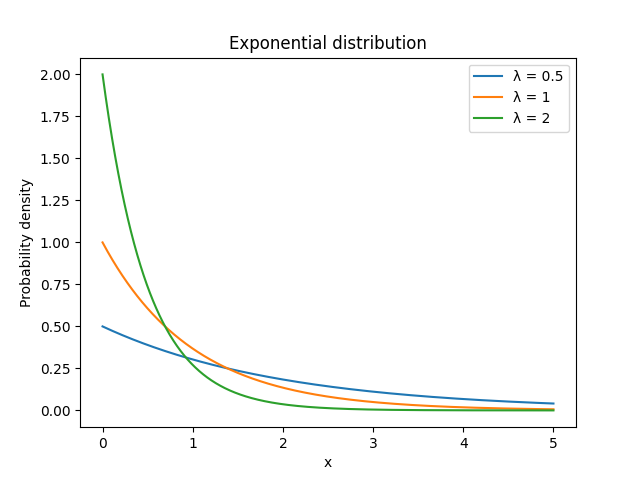 Exponential distribution
λ = 0.5
λ = 1
λ = 2
Probability density
2.00
1.75
1.50
1.25
1.00
0.75
0.50
0.25
0.00
0 1 2 3 4 5
x